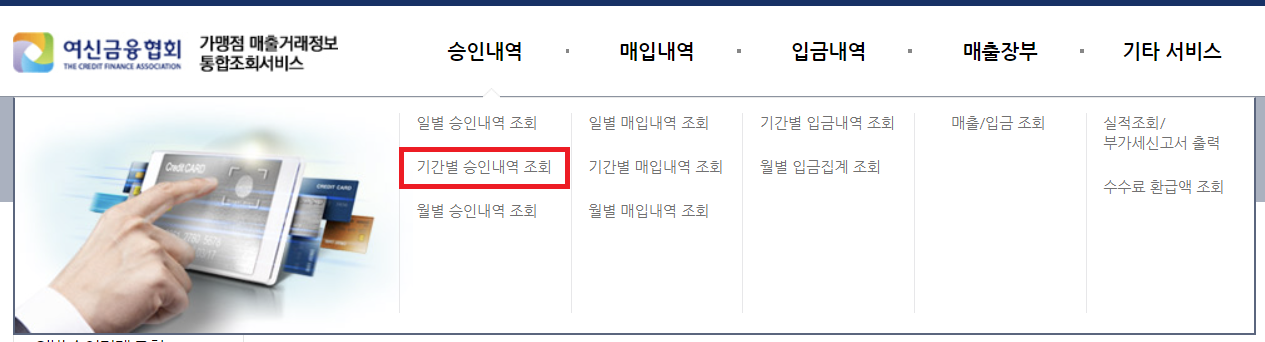 여신금융협회
THE CREDIT FINANCE ASSOCIATION
가맹점 매출거래정보
통합조회서비스
승인내역
매입내역
입금내역
매출장부
기타 서비스
일별 승인내역 조회
기간별 승인내역 조회
월별 승인내역 조회
일별 매입내역 조회
기간별 매입내역 조회
월별 매입내역 조회
기간별 입금내역 조회
월별 입금집계 조회
매출/입금 조회
실적조회/
부가세신고서 출력
수수료 환급액 조회
Credit CARD
CREDIT CARD